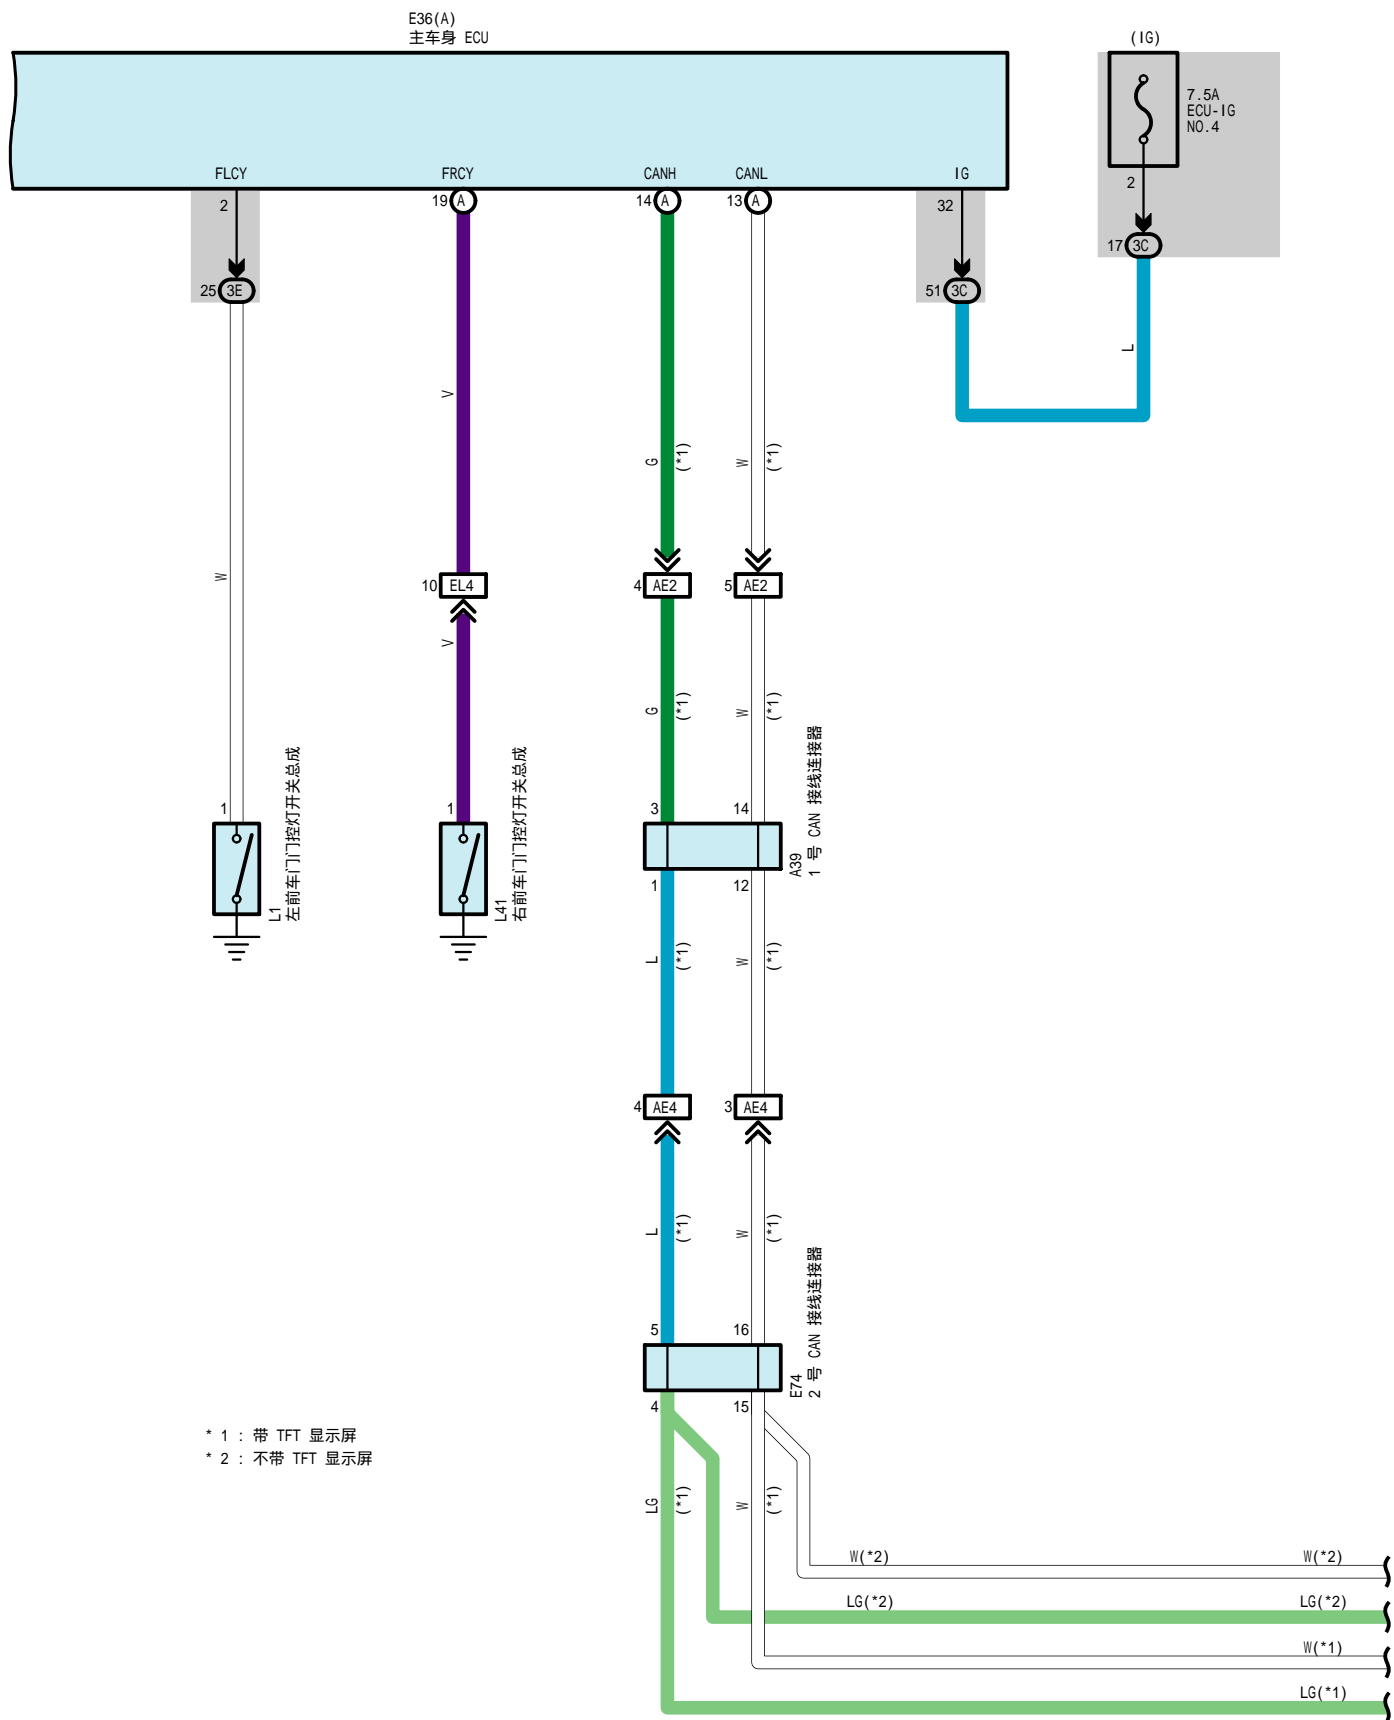 E36(A)
主车身 ECU
(IG)
7.5A
ECU-IG
NO.4
FLCY
FRCY
CANH
CANL
IG
2
19 A
14 A
13 A
32
2
17 3C
25 3E
51 3C
L
V
G
(*1)
W
(*1)
W
10 EL4
4 AE2
5 AE2
V
G
(*1)
W
(*1)
1
1
3
14
L1
左前车门门控灯开关总成
L41
右前车门门控灯开关总成
A39
1 号 CAN 接线连接器
1
12
L
(*1)
W
(*1)
4 AE4
3 AE4
L
(*1)
W
(*1)
5
16
E74
2 号 CAN 接线连接器
4
15
* 1 : 带 TFT 显示屏
* 2 : 不带 TFT 显示屏
LG
(*1)
W
(*1)
W(*2)
W(*2)
LG(*2)
LG(*2)
W(*1)
LG(*1)